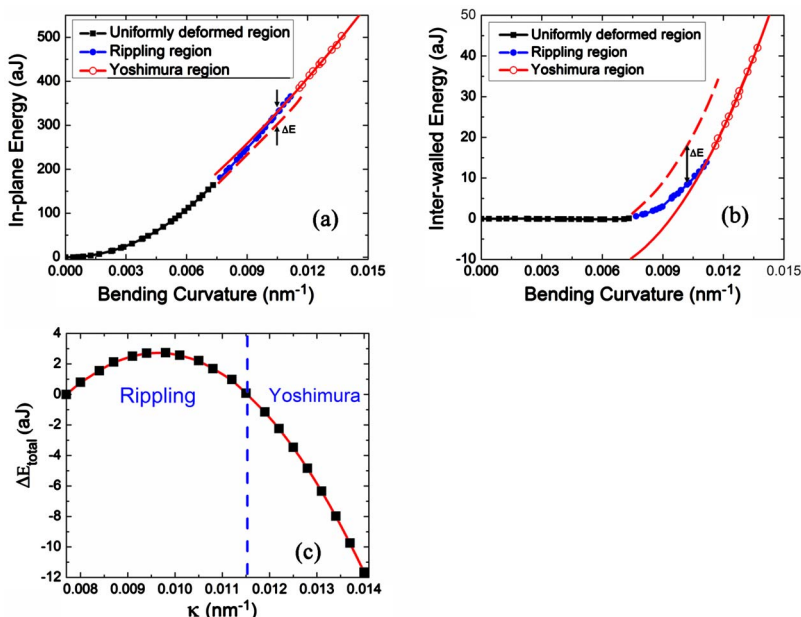 In-plane Energy (aJ)
500
400
300
200
100
0
Uniformly deformed region
Rippling region
Yoshimura region
ΔE
(a)
0.000 0.003 0.006 0.009 0.012 0.015
Bending Curvature (nm⁻¹)
Inter-walled Energy (aJ)
50
40
30
20
10
0
-10
Uniformly deformed region
Rippling region
Yoshimura region
ΔE
(b)
0.000 0.003 0.006 0.009 0.012 0.015
Bending Curvature (nm⁻¹)
ΔE_total (aJ)
4
2
0
-2
-4
-6
-8
-10
-12
Rippling Yoshimura
(c)
0.008 0.009 0.010 0.011 0.012 0.013 0.014
κ (nm⁻¹)